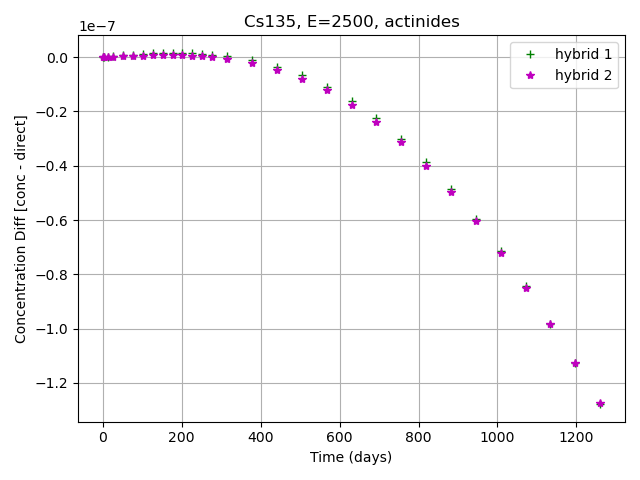 Cs135, E=2500, actinides
1e−7
hybrid 1
hybrid 2
0.0
−0.2
−0.4
−0.6
−0.8
−1.0
−1.2
Concentration Diff [conc - direct]
0 200 400 600 800 1000 1200
Time (days)